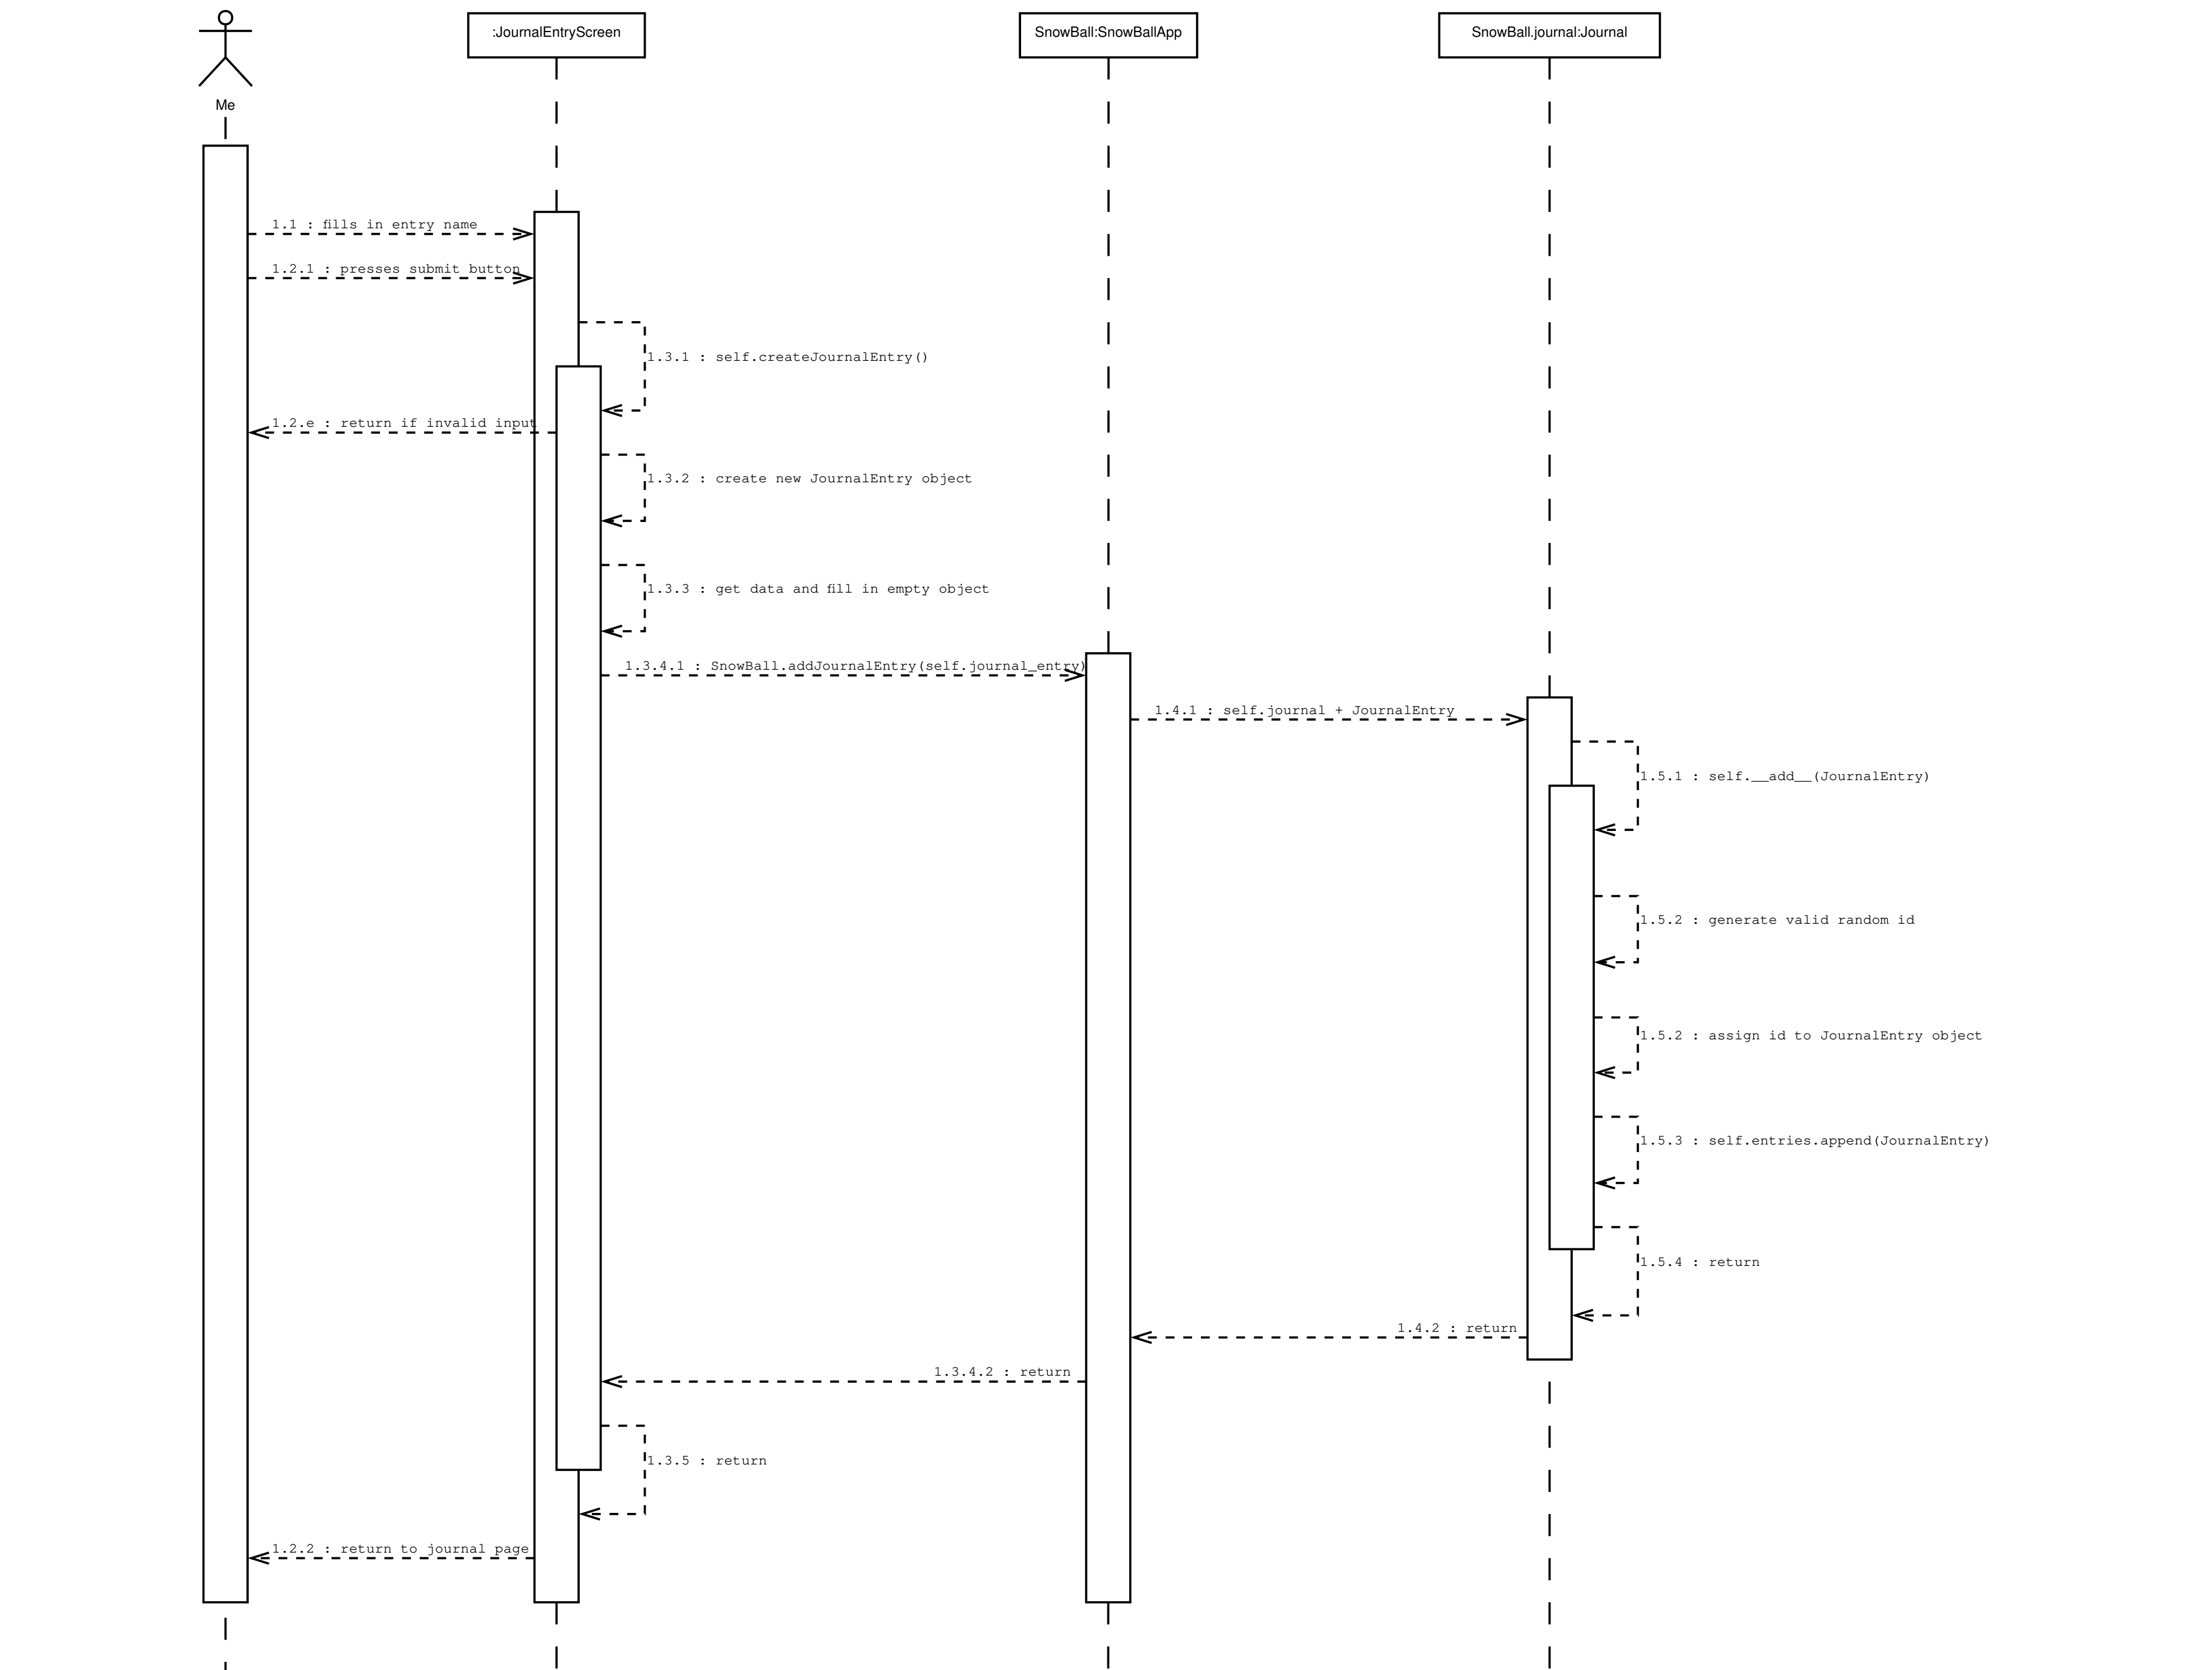 :JournalEntryScreen
SnowBall:SnowBallApp
SnowBall.journal:Journal
Me
1.1 : fills in entry name
1.2.1 : presses submit button
1.3.1 : self.createJournalEntry()
1.2.e : return if invalid input
1.3.2 : create new JournalEntry object
1.3.3 : get data and fill in empty object
1.3.4.1 : SnowBall.addJournalEntry(self.journal_entry)
1.4.1 : self.journal + JournalEntry
1.5.1 : self.__add__(JournalEntry)
1.5.2 : generate valid random id
1.5.2 : assign id to JournalEntry object
1.5.3 : self.entries.append(JournalEntry)
1.5.4 : return
1.4.2 : return
1.3.4.2 : return
1.3.5 : return
1.2.2 : return to journal page